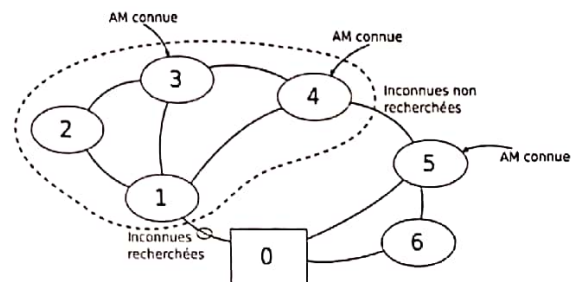 AM connue
AM connue
3
4
Inconnues non
recherchées
2
5
AM connue
1
Inconnues
recherchées
0
6